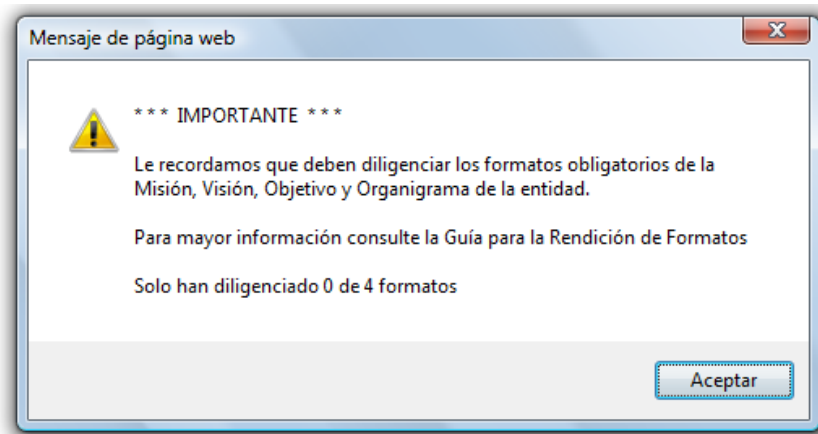 Mensaje de página web
* * * IMPORTANTE * * *
Le recordamos que deben diligenciar los formatos obligatorios de la
Misión, Visión, Objetivo y Organigrama de la entidad.
Para mayor información consulte la Guía para la Rendición de Formatos
Solo han diligenciado 0 de 4 formatos
Aceptar